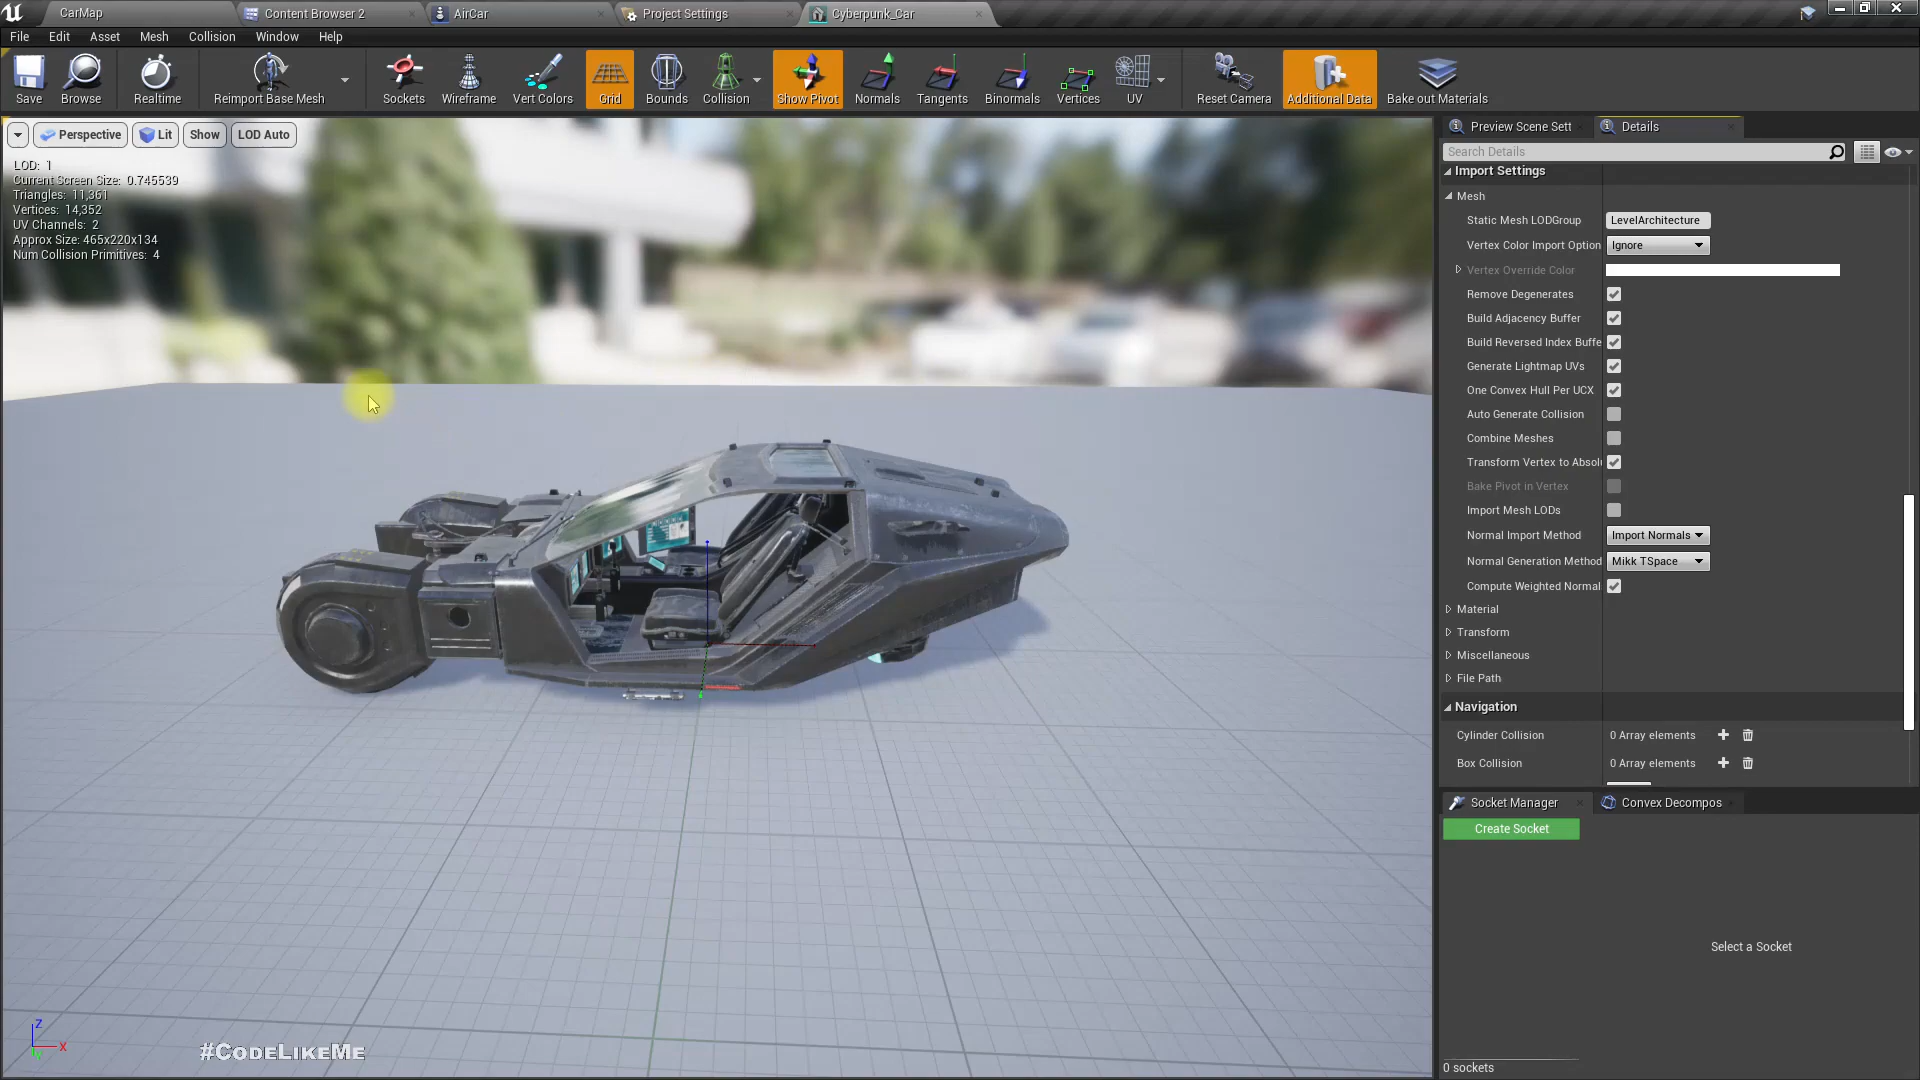 CarMap
Content Browser 2
AirCar
Project Settings
Cyberpunk_Car
File Edit Asset Mesh Collision Window Help
Save
Browse
Realtime
Reimport Base Mesh
Sockets
Wireframe
Vert Colors
Grid
Bounds
Collision
Show Pivot
Normals
Tangents
Binormals
Vertices
UV
Reset Camera
Additional Data
Bake out Materials
Perspective Lit Show LOD Auto
LOD: 1
Current Screen Size: 0.745539
Triangles: 11,361
Vertices: 14,352
UV Channels: 2
Approx Size: 465x220x134
Num Collision Primitives: 4
Z
X
Y
#CodeLikeMe
Preview Scene Sett
Details
Search Details
Import Settings
Mesh
Static Mesh LODGroup LevelArchitecture
Vertex Color Import Option Ignore
Vertex Override Color
Remove Degenerates
Build Adjacency Buffer
Build Reversed Index Buffe
Generate Lightmap UVs
One Convex Hull Per UCX
Auto Generate Collision
Combine Meshes
Transform Vertex to Absol
Bake Pivot in Vertex
Import Mesh LODs
Normal Import Method Import Normals
Normal Generation Method Mikk TSpace
Compute Weighted Normal
Material
Transform
Miscellaneous
File Path
Navigation
Cylinder Collision 0 Array elements
Box Collision 0 Array elements
Socket Manager
Convex Decompos
Create Socket
Select a Socket
0 sockets